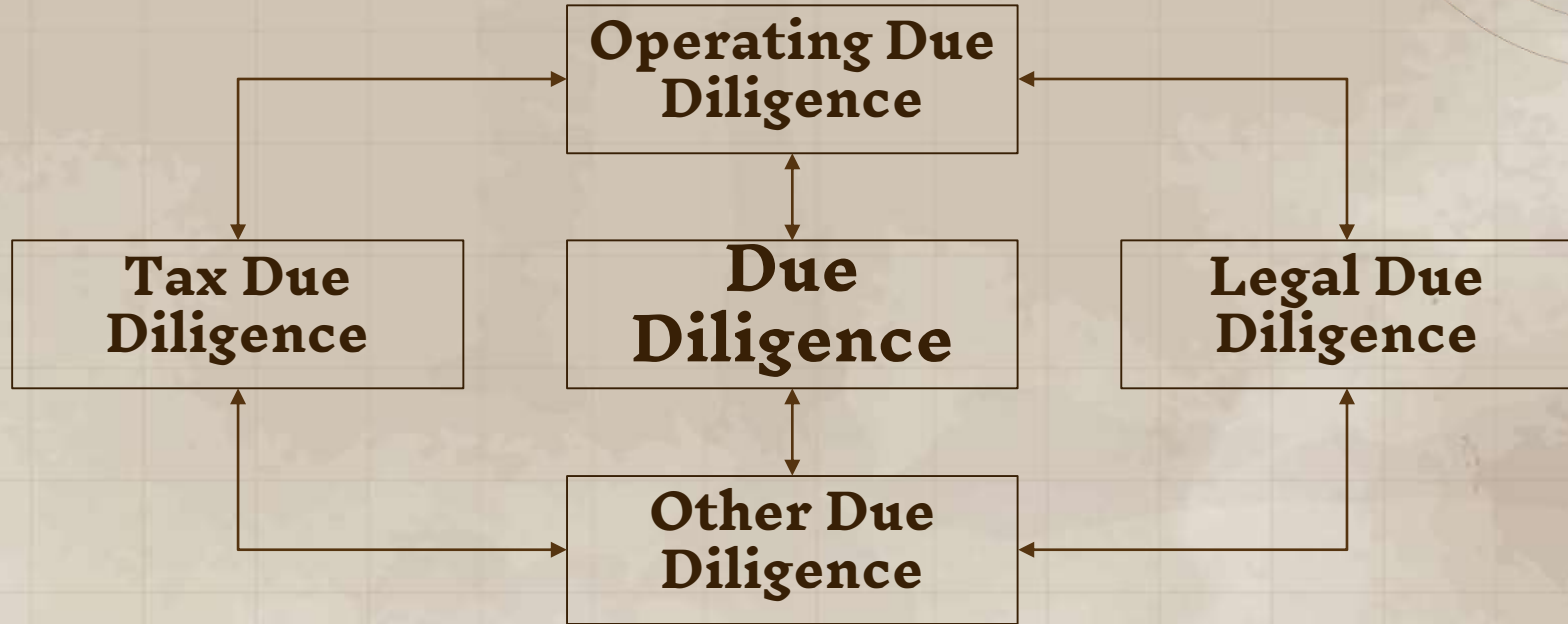 Operating Due
Diligence
Tax Due
Diligence
Due
Diligence
Legal Due
Diligence
Other Due
Diligence